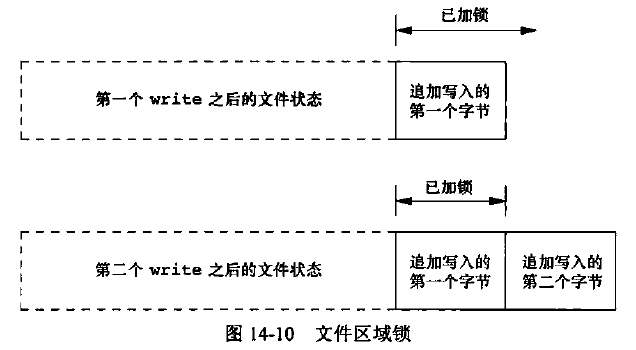 已加锁
第一个 write 之后的文件状态
追加写入的
第一个字节
已加锁
第二个 write 之后的文件状态
追加写入的
第一个字节
追加写入的
第二个字节
图 14-10 文件区域锁